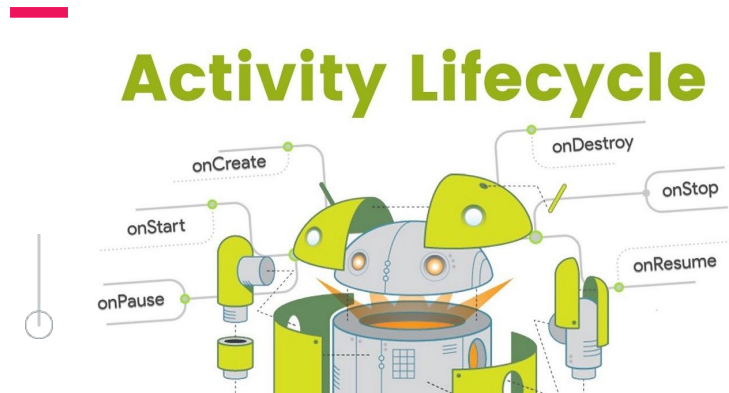 Activity Lifecycle
onCreate
onDestroy
onStart
onStop
onPause
onResume